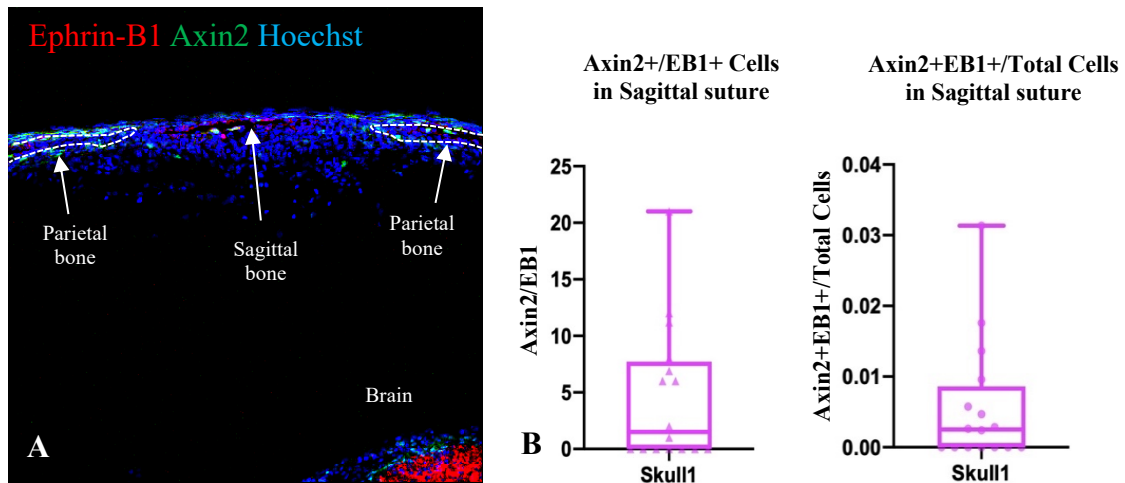 Ephrin-B1 Axin2 Hoechst
Parietal
bone
Sagittal
bone
Parietal
bone
Brain
A
Axin2+/EB1+ Cells
in Sagittal suture
Axin2/EB1
25
20
15
10
5
0
Skull1
B
Axin2+EB1+/Total Cells
in Sagittal suture
Axin2+EB1+/Total Cells
0.04
0.03
0.02
0.01
0.00
Skull1